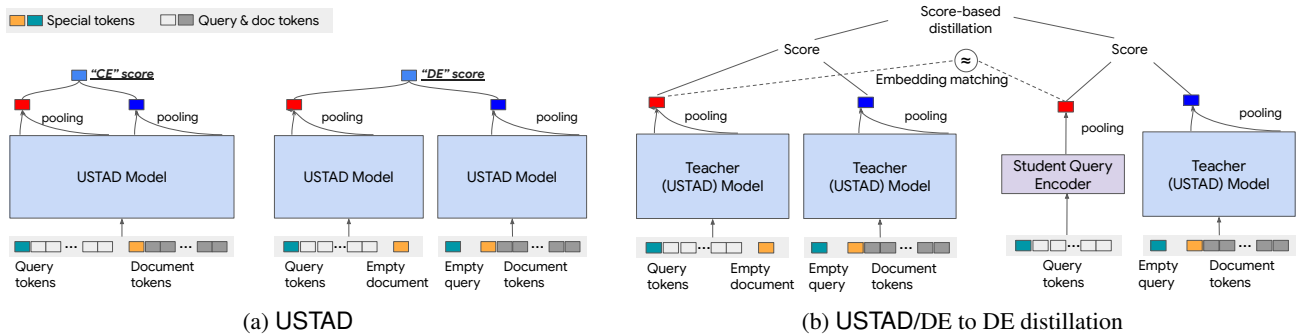 Special tokens
Query & doc tokens
"CE" score
pooling
pooling
USTAD Model
Query
tokens
Document
tokens
"DE" score
pooling
pooling
USTAD Model
USTAD Model
Query
tokens
Empty
document
Empty
query
Document
tokens
(a) USTAD
Score-based
distillation
Score
Score
≈
Embedding matching
pooling
pooling
pooling
pooling
Teacher
(USTAD) Model
Teacher
(USTAD) Model
Student Query
Encoder
Teacher
(USTAD) Model
Query
tokens
Empty
document
Empty
query
Document
tokens
Query
tokens
Empty
query
Document
tokens
(b) USTAD/DE to DE distillation